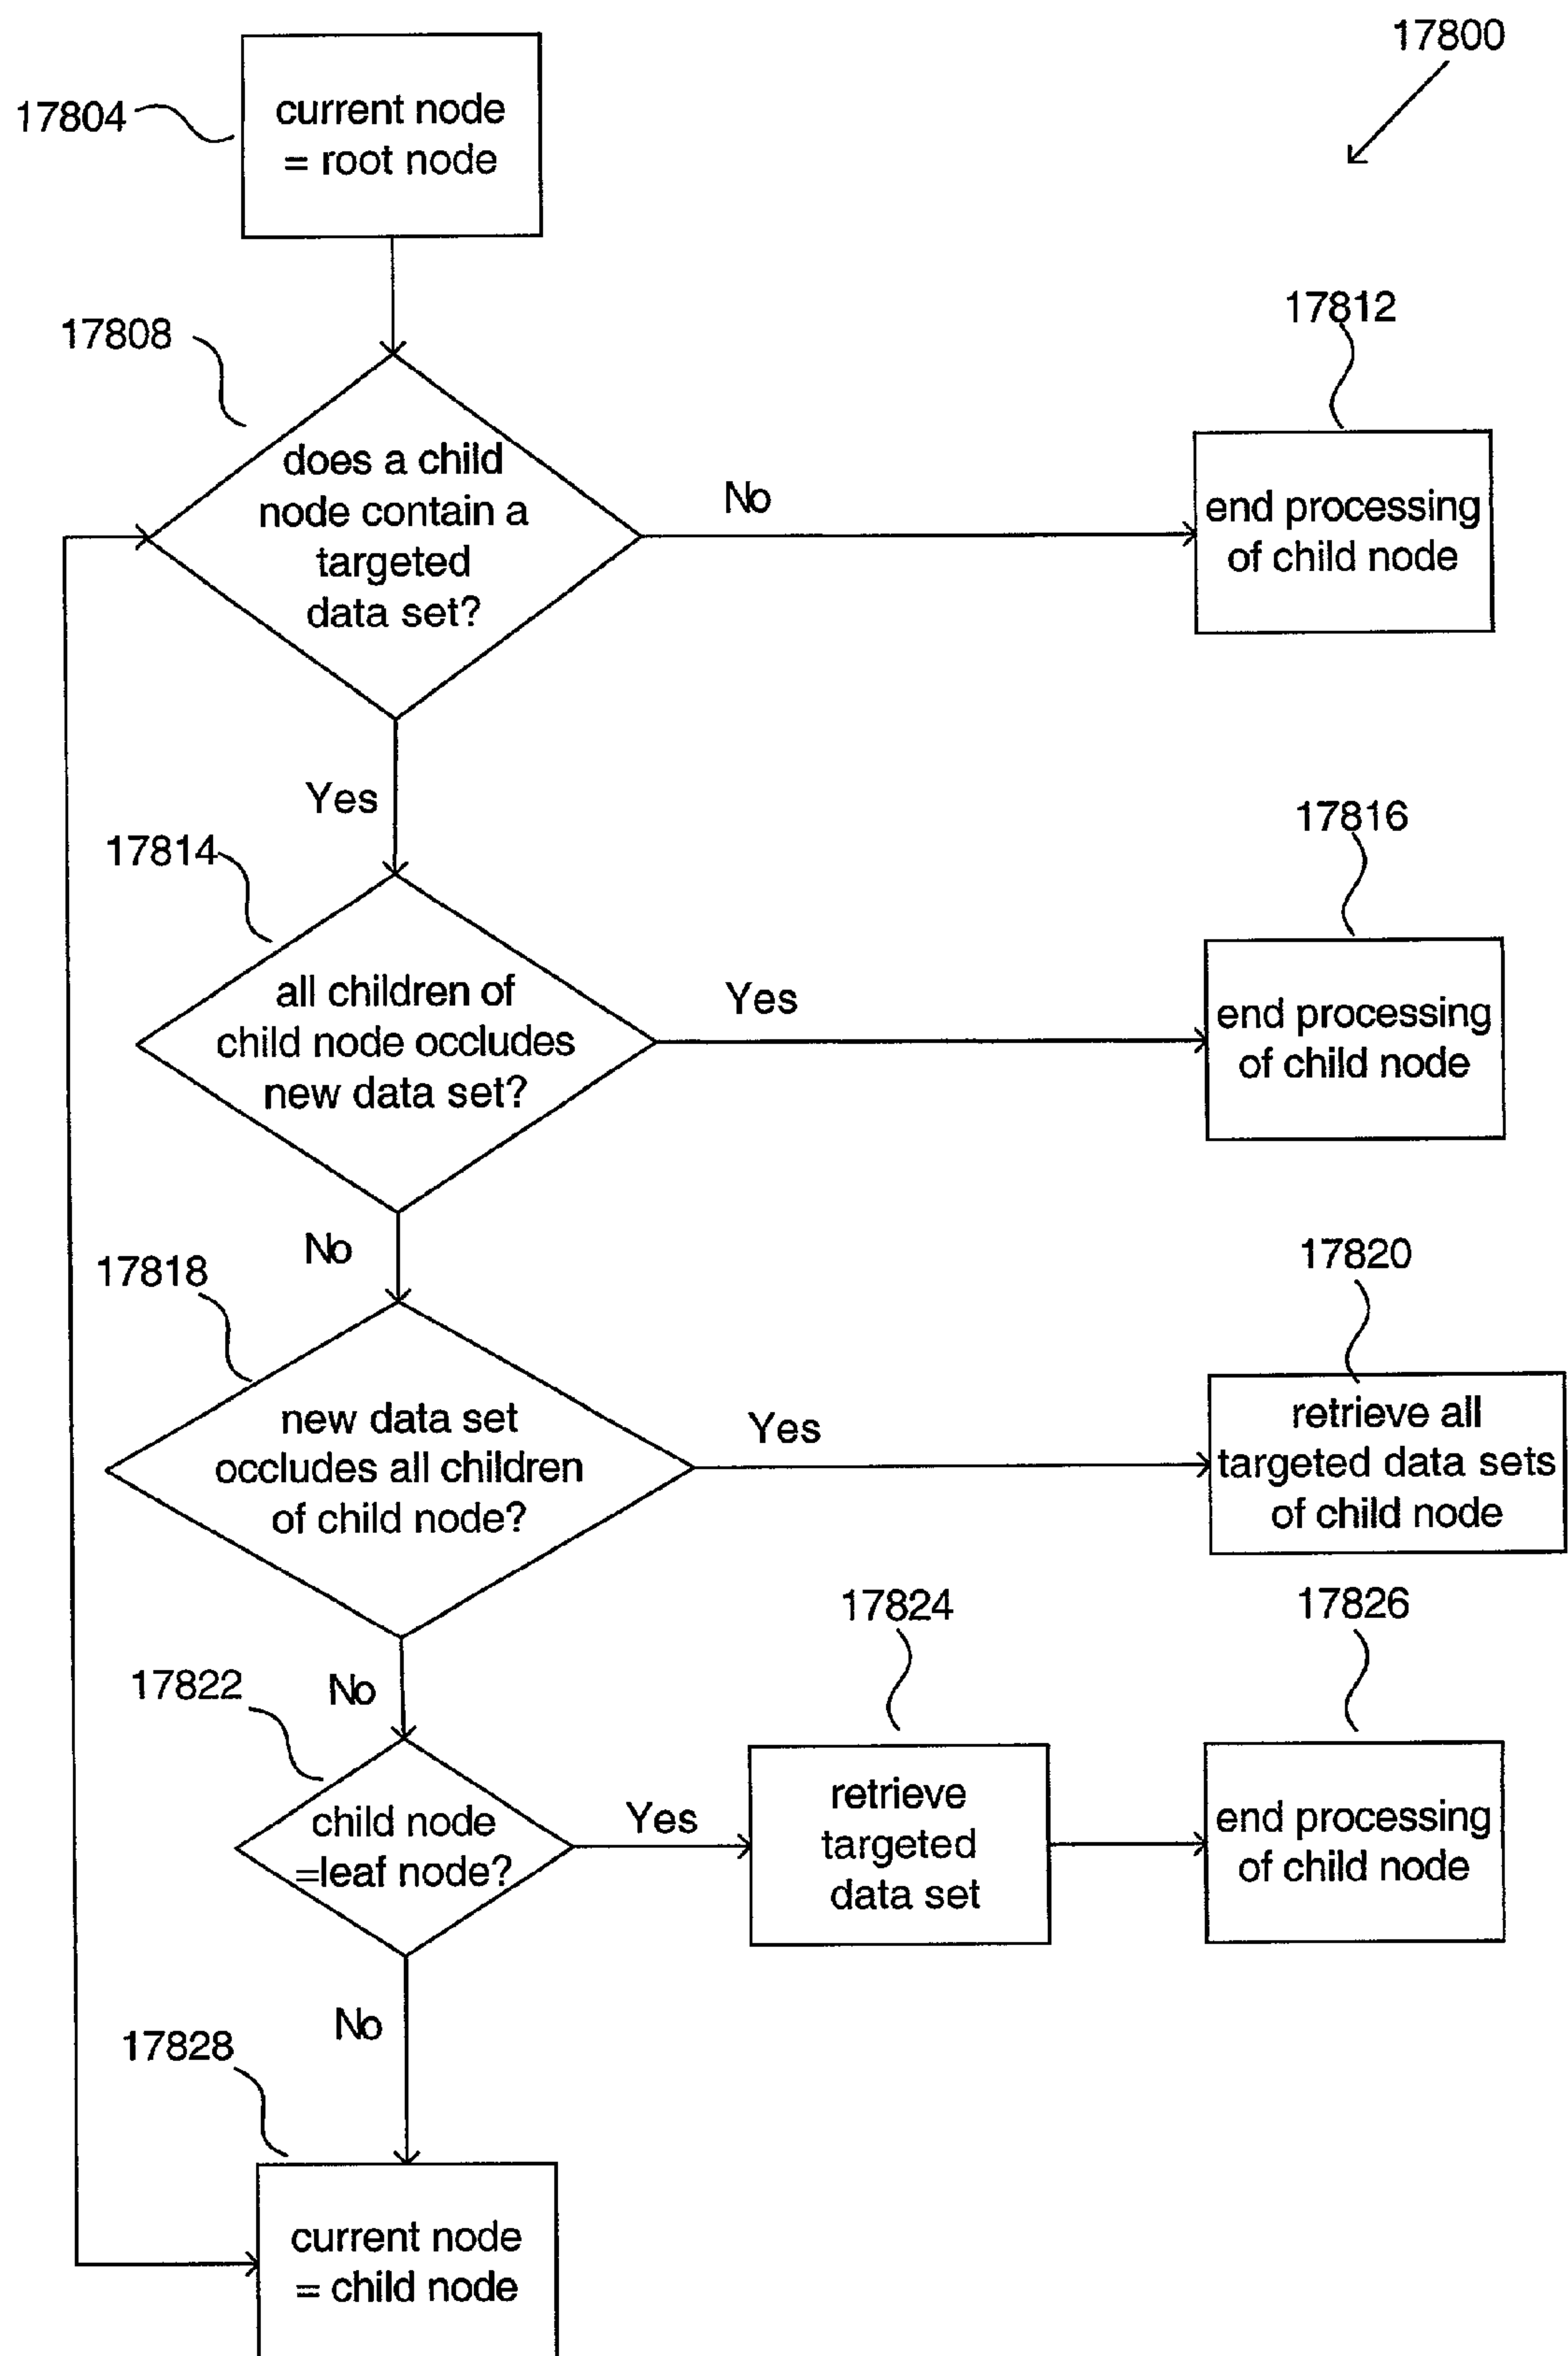 17800
17804
current node
= root node
17808
does a child
node contain a
targeted
data set?
No
17812
end processing
of child node
Yes
17814
all children of
child node occludes
new data set?
Yes
17816
end processing
of child node
No
17818
new data set
occludes all children
of child node?
Yes
17820
retrieve all
targeted data sets
of child node
No
17822
child node
=leaf node?
Yes
17824
retrieve
targeted
data set
17826
end processing
of child node
No
17828
current node
= child node